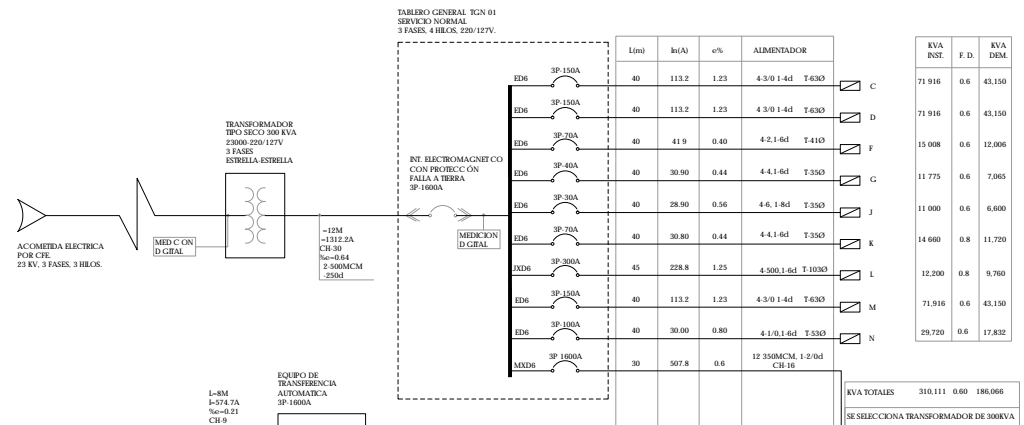 TABLERO GENERAL TGN 01
SERVICIO NORMAL
3 FASES, 4 HILOS, 220/127V.
L(m) In(A) e% ALIMENTADOR
KVA INST. F. D. KVA DEM.
ED6 3P-150A 40 113.2 1.23 4-3/0 1-4d T-63Ø C 71 916 0.6 43,150
ED6 3P-150A 40 113.2 1.23 4 3/0 1-4d T-63Ø D 71 916 0.6 43,150
ED6 3P-70A 40 41 9 0.40 4-2,1-6d T-41Ø F 15 008 0.6 12,006
ED6 3P-40A 40 30.90 0.44 4-4,1-6d T-35Ø G 11 775 0.6 7,065
ED6 3P-30A 40 28.90 0.56 4-6, 1-8d T-35Ø J 11 000 0.6 6,600
ED6 3P-70A 40 30.80 0.44 4-4,1-6d T-35Ø K 14 660 0.8 11,720
JXD6 3P-300A 45 228.8 1.25 4-500,1-6d T-103Ø L 12,200 0.8 9,760
ED6 3P-150A 40 113.2 1.23 4-3/0 1-4d T-63Ø M 71,916 0.6 43,150
ED6 3P-100A 40 30.00 0.80 4-1/0,1-6d T-53Ø N 29,720 0.6 17,832
MXD6 3P 1600A 30 507.8 0.6 12 350MCM, 1-2/0d
CH-16
TRANSFORMADOR
TIPO SECO 300 KVA
23000-220/127V
3 FASES
ESTRELLA-ESTRELLA
INT. ELECTROMAGNET CO
CON PROTECC ÓN
FALLA A TIERRA
3P-1600A
ACOMETIDA ELECTRICA
POR CFE.
23 KV, 3 FASES, 3 HILOS.
MED C ON
D GITAL
=12M
=1312.2A
CH-30
%e=0.64
2-500MCM
-250d
MEDICION
D GITAL
EQUIPO DE
TRANSFERENCIA
AUTOMATICA
3P-1600A
L=8M
I=574.7A
%e=0.21
CH-9
KVA TOTALES 310,111 0.60 186,066
SE SELECCIONA TRANSFORMADOR DE 300KVA